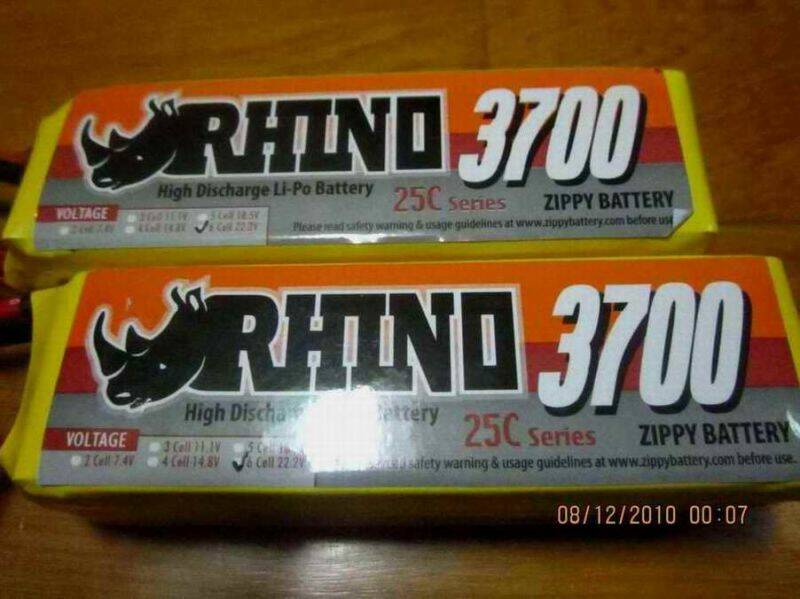 RHINO 3700
High Discharge Li-Po Battery
25C Series ZIPPY BATTERY
VOLTAGE 3 Cell 11.1V 5 Cell 18.5V
2 Cell 7.4V 4 Cell 14.8V 6 Cell 22.2V
Please read safety warning & usage guidelines at www.zippybattery.com before use
RHINO 3700
High Battery
25C Series ZIPPY BATTERY
VOLTAGE 3 Cell 11.1V
2 Cell 7.4V 4 Cell 14.8V 6 Cell 22.2V
safety warning & usage guidelines at www.zippybattery.com before use.
08/12/2010 00:07